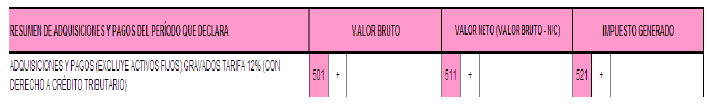 RESUMEN DE ADQUISICIONES Y PAGOS DEL PERÍODO QUE DECLARA VALOR BRUTO VALOR NETO (VALOR BRUTO - N/C) IMPUESTO GENERADO
ADQUISICIONES Y PAGOS (EXCLUYE ACTIVOS FIJOS) GRAVADOS TARIFA 12% (CON 501 + 511 + 521 +
DERECHO A CRÉDITO TRIBUTARIO)